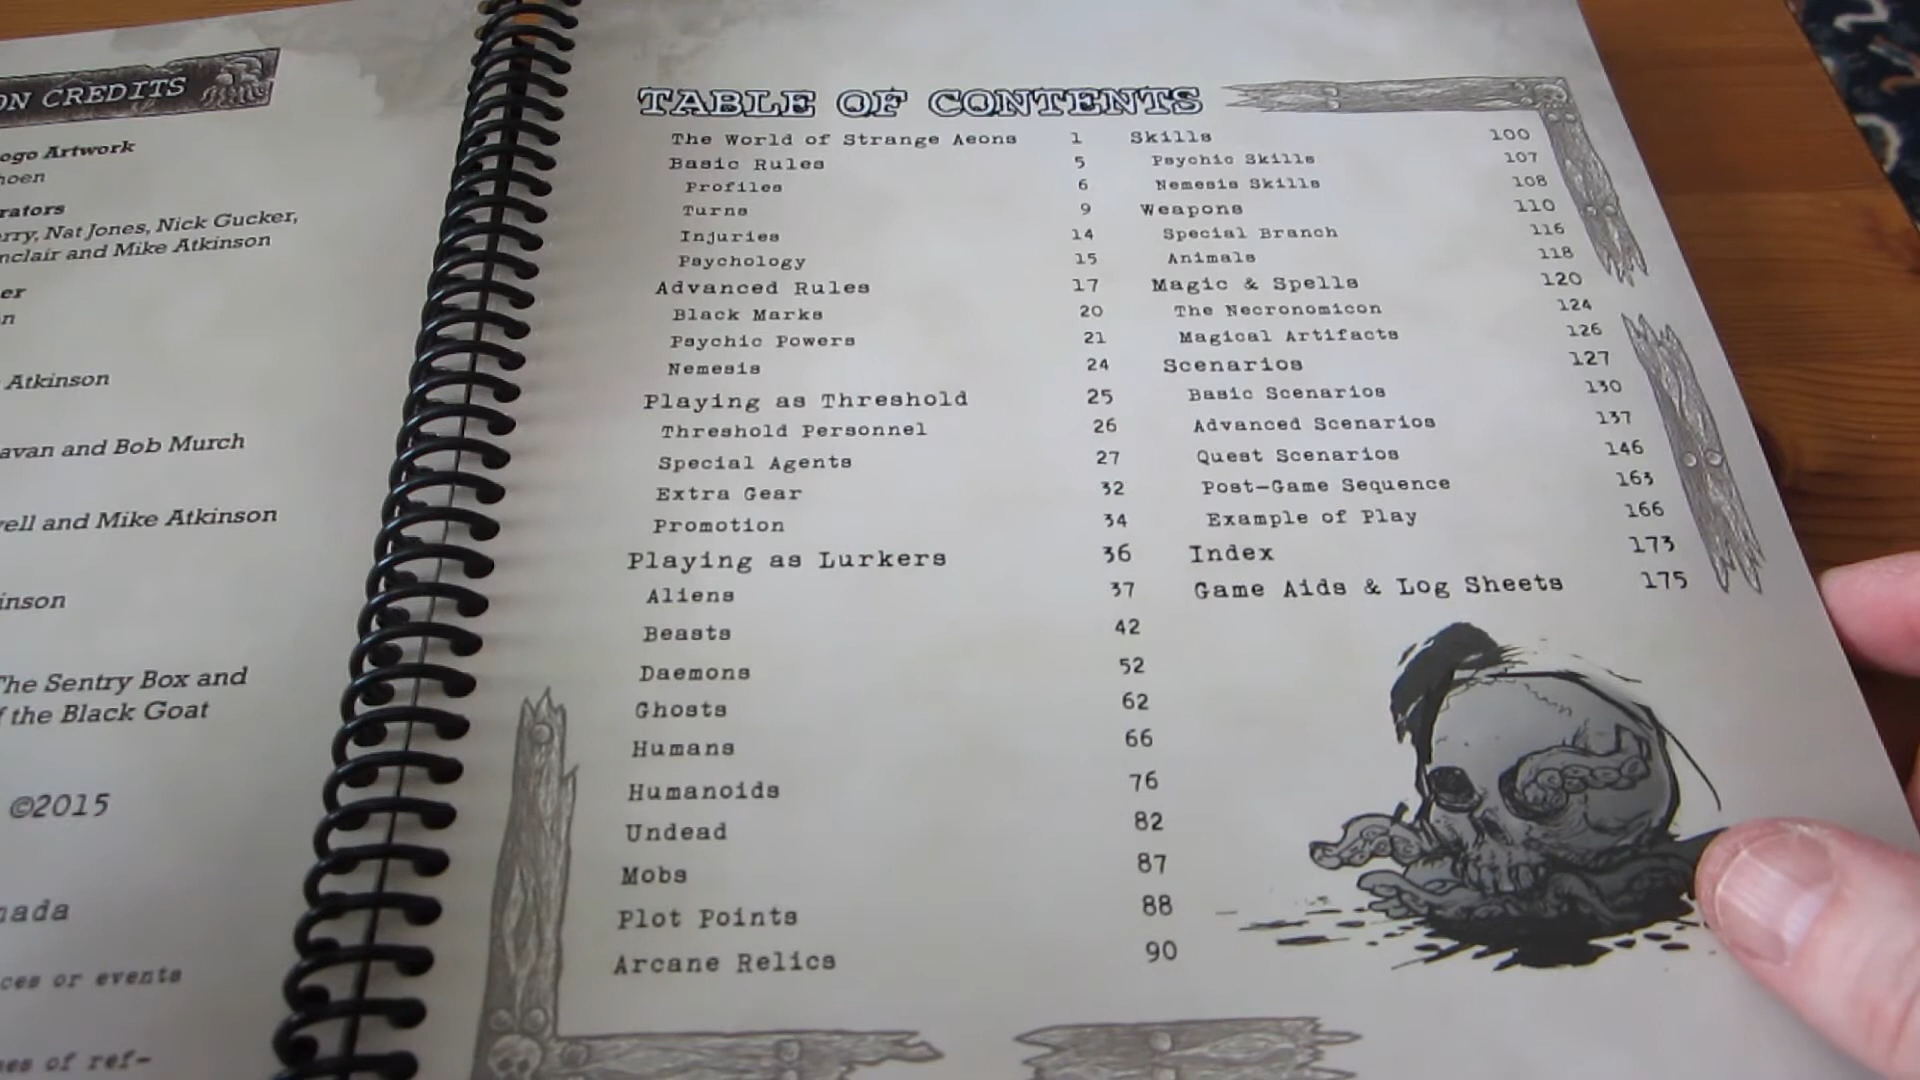 ON CREDITS
ogo Artwork
rators
rry, Nat Jones, Nick Gucker,
nclair and Mike Atkinson
er
n
Atkinson
avan and Bob Murch
ell and Mike Atkinson
inson
The Sentry Box and
f the Black Goat
©2015
nada
ces or events
es of ref-
TABLE OF CONTENTS
The World of Strange Aeons 1
Basic Rules 5
Profiles 6
Turns 9
Injuries 14
Psychology 15
Advanced Rules 17
Black Marks 20
Psychic Powers 21
Nemesis 24
Playing as Threshold 25
Threshold Personnel 26
Special Agents 27
Extra Gear 32
Promotion 34
Playing as Lurkers 36
Aliens 37
Beasts 42
Daemons 52
Ghosts 62
Humans 66
Humanoids 76
Undead 82
Mobs 87
Plot Points 88
Arcane Relics 90
Skills 100
Psychic Skills 107
Nemesis Skills 108
Weapons 110
Special Branch 116
Animals 118
Magic & Spells 120
The Necronomicon 124
Magical Artifacts 126
Scenarios 127
Basic Scenarios 130
Advanced Scenarios 137
Quest Scenarios 146
Post-Game Sequence 163
Example of Play 166
Index 173
Game Aids & Log Sheets 175